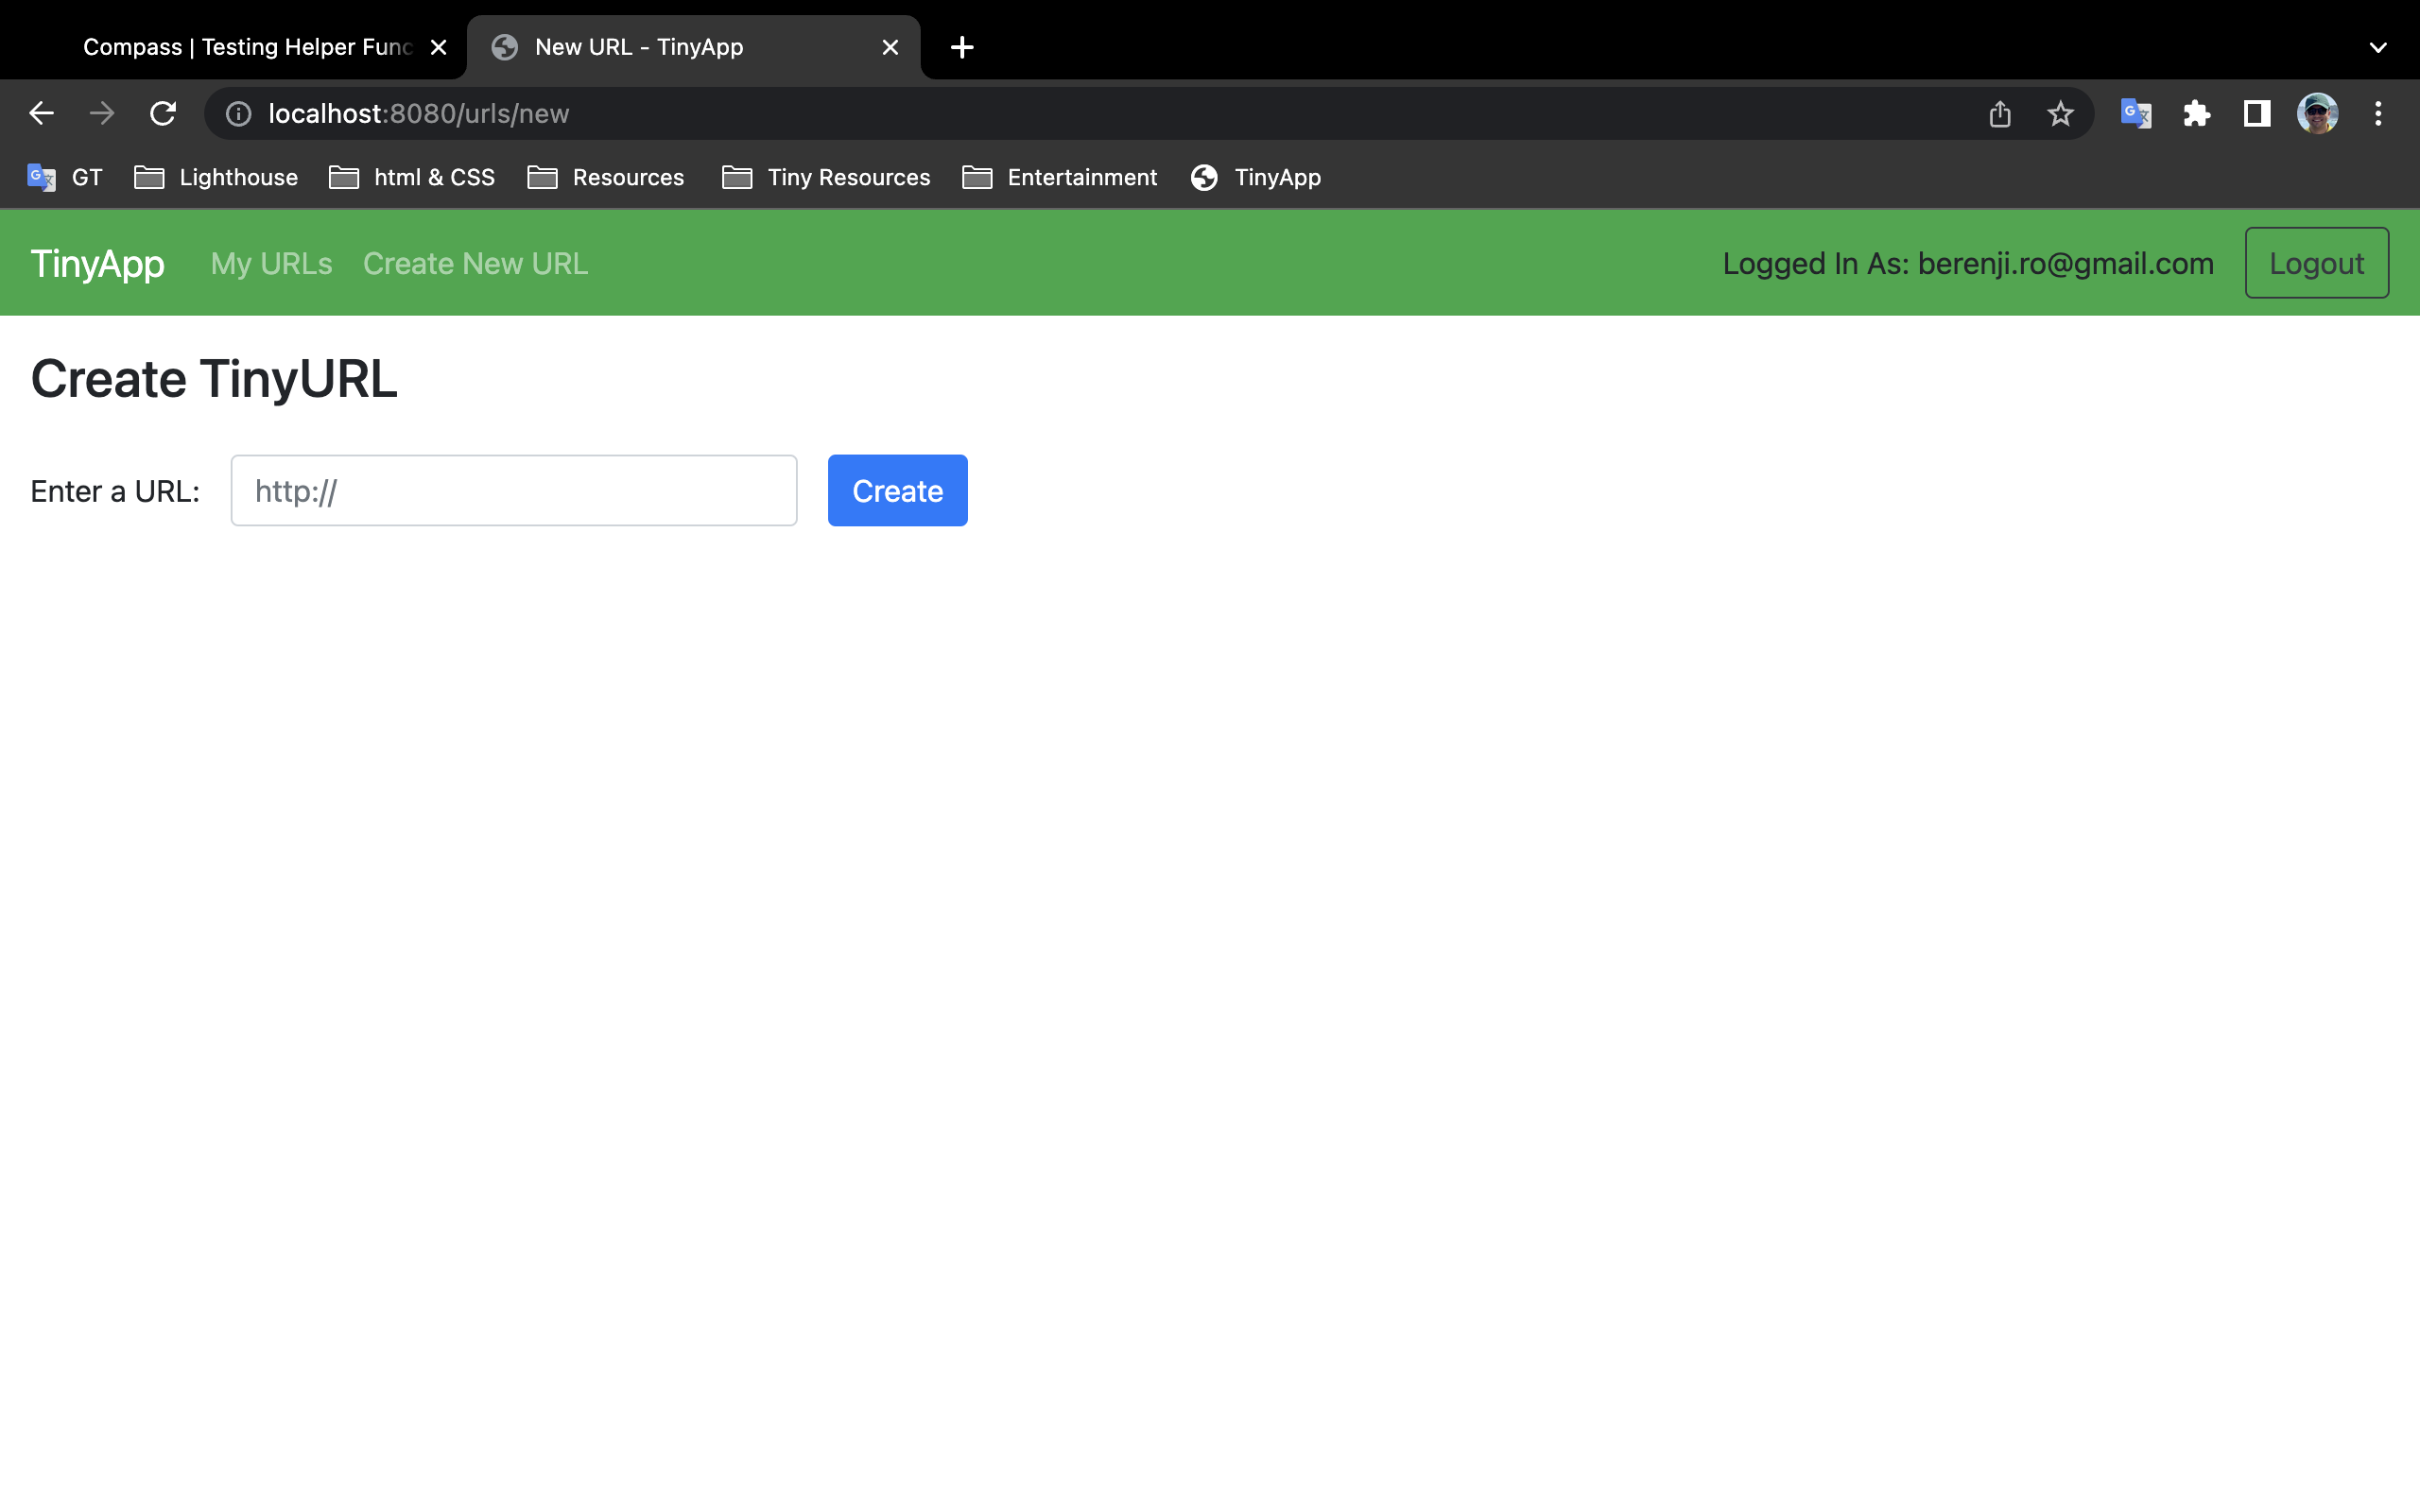 Compass | Testing Helper Func
New URL - TinyApp
localhost:8080/urls/new
GT Lighthouse html & CSS Resources Tiny Resources Entertainment TinyApp
TinyApp My URLs Create New URL Logged In As: berenji.ro@gmail.com Logout
Create TinyURL
Enter a URL: http:// Create